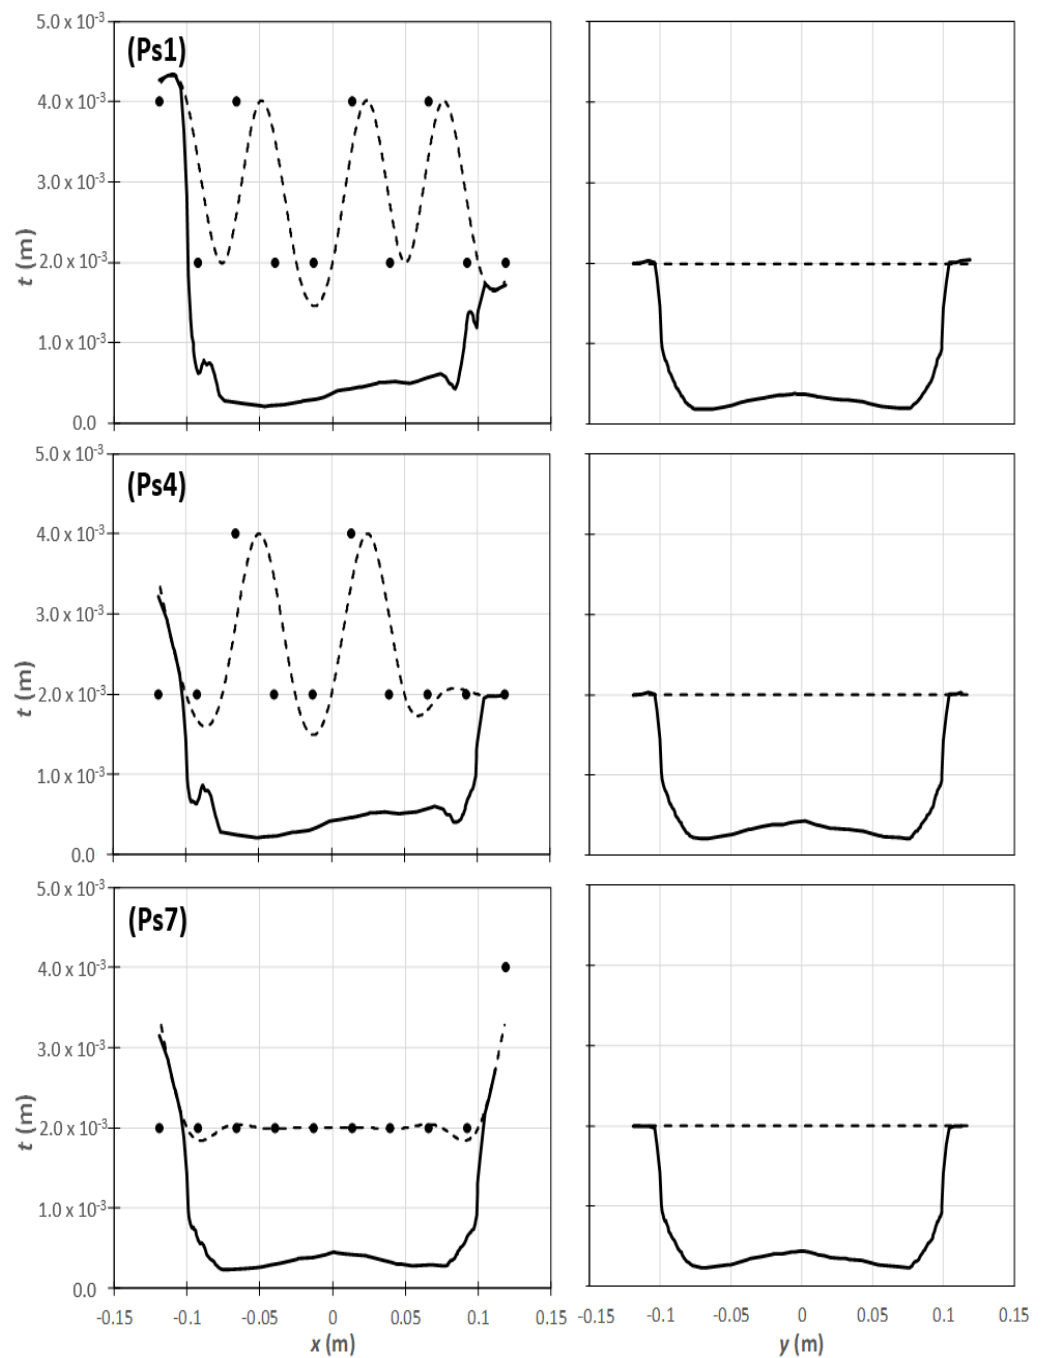 (Ps1)
5.0 x 10-3
4.0 x 10-3
3.0 x 10-3
2.0 x 10-3
1.0 x 10-3
0.0
t (m)
(Ps4)
5.0 x 10-3
4.0 x 10-3
3.0 x 10-3
2.0 x 10-3
1.0 x 10-3
0.0
t (m)
(Ps7)
5.0 x 10-3
4.0 x 10-3
3.0 x 10-3
2.0 x 10-3
1.0 x 10-3
0.0
t (m)
-0.15 -0.1 -0.05 0 0.05 0.1 0.15
x (m)
-0.15 -0.1 -0.05 0 0.05 0.1 0.15
y (m)